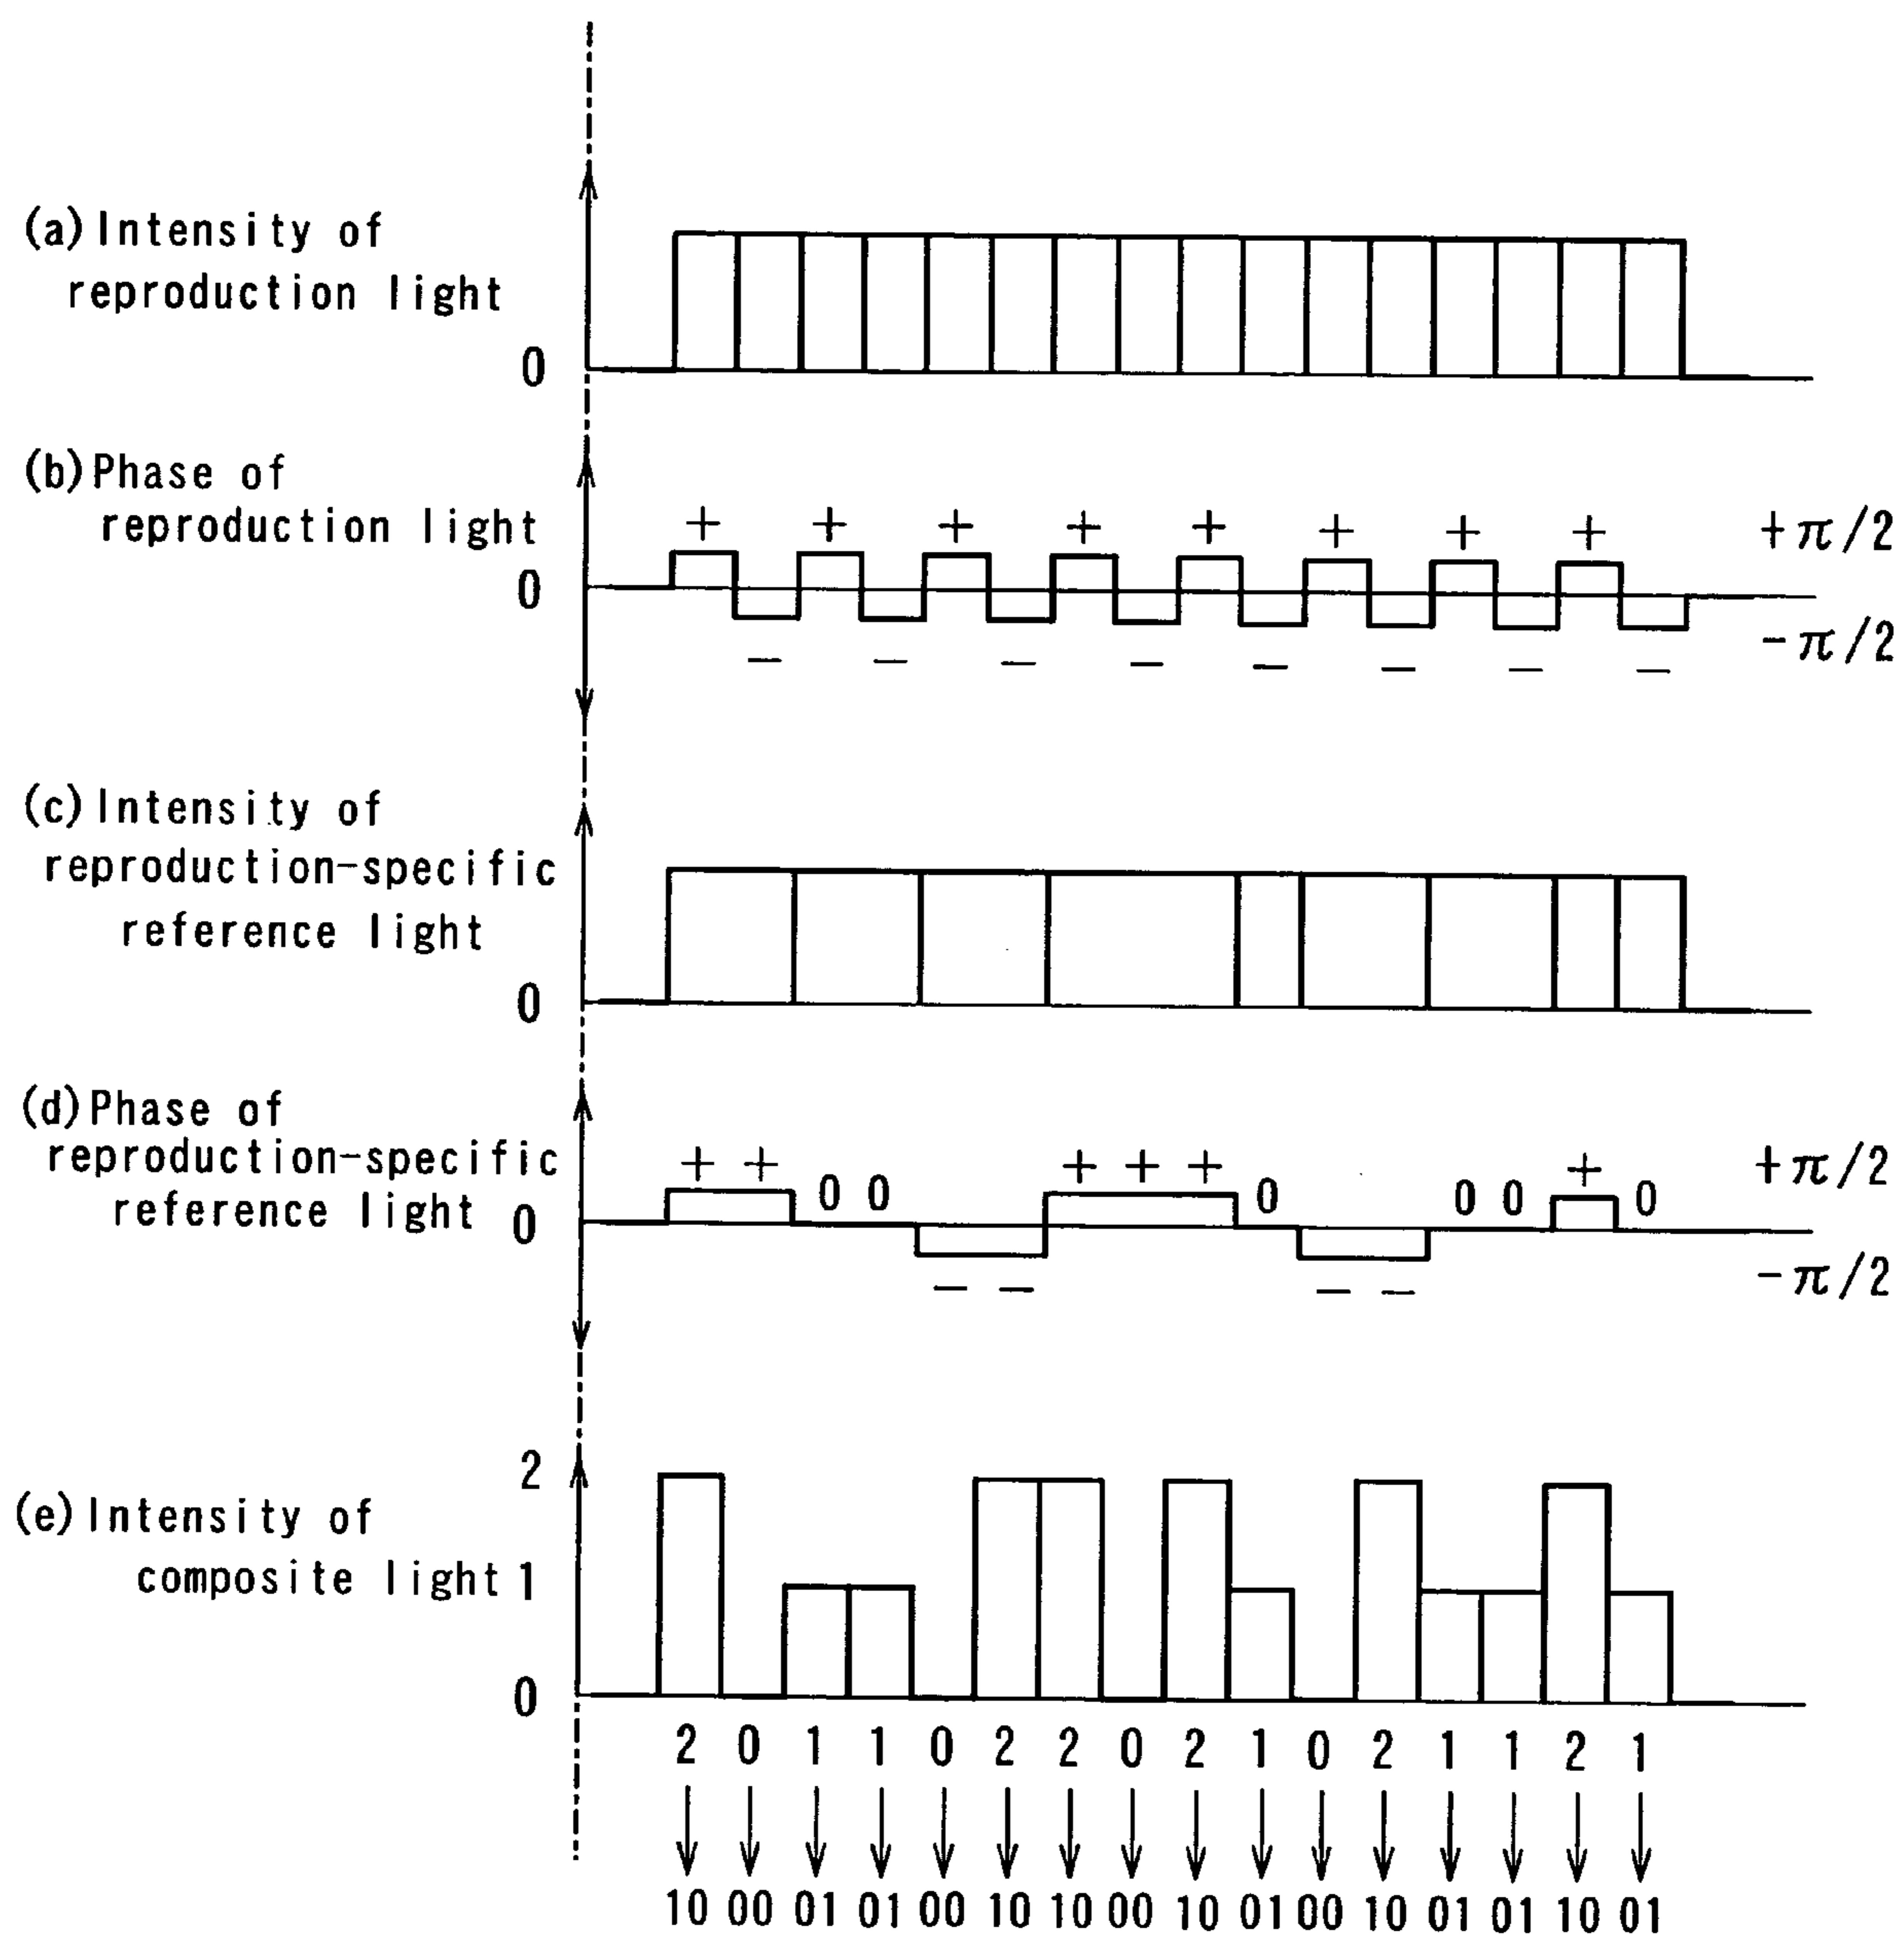 (a) Intensity of
reproduction light
0
(b) Phase of
reproduction light
0
+ + + + + + + +
+π/2
− − − − − − − −
−π/2
(c) Intensity of
reproduction-specific
reference light
0
(d) Phase of
reproduction-specific
reference light
0
+ + 0 0 + + + 0 0 0 + 0
+π/2
− − − −
−π/2
2
(e) Intensity of
composite light 1
0
2 0 1 1 0 2 2 0 2 1 0 2 1 1 2 1
10 00 01 01 00 10 10 00 10 01 00 10 01 01 10 01